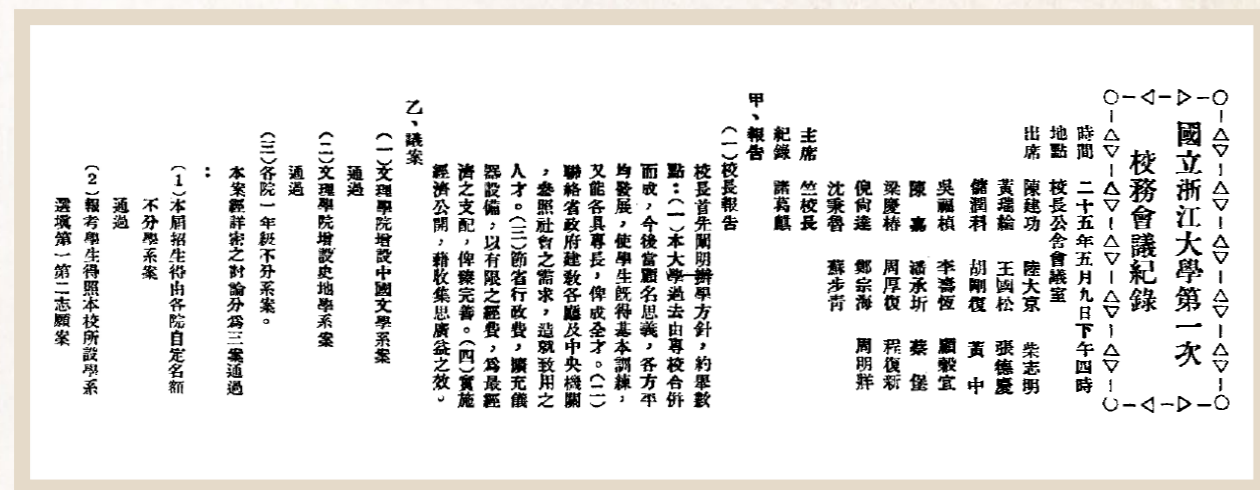 國立浙江大學第一次
校務會議紀錄
時間 二十五年五月九日下午四時
地點 校長公舍會議室
出席 陳建功 陸大京 柴志明
黃瑞綸 王國松 張德慶
儲潤科 胡剛復 黃 中
吳福楨 李壽恆 顧毅宜
陳 嘉 潘承圻 蔡 堡
梁慶椿 周厚復 程復新
倪尙達 鄭宗海 周明牂
沈秉魯 蘇步靑
主席 竺校長
紀錄 諸葛麒
甲、報告
(一)校長報告
校長首先闡明辦學方針,約舉數
點:(一)本大學過去由專校合併
而成,今後當顧名思義,各方平
均發展,使學生旣得基本訓練,
又能各具專長,俾成全才。(二)
聯絡省政府建敎各廳及中央機關
,參照社會之需求,造就致用之
人才。(三)節省行政費,擴充儀
器設備,以有限之經費,爲最經
濟之支配,俾臻完善。(四)實施
經濟公開,藉收集思廣益之效。
乙、議案
(一)文理學院增設中國文學系案
通過
(二)文理學院增設史地學系案
通過
(三)各院一年級不分系案。
本案經詳密之討論分爲三案通過
:
(1)本屆招生得由各院自定名額
不分學系案
通過
(2)報考學生得照本校所設學系
選塡第一第二志願案